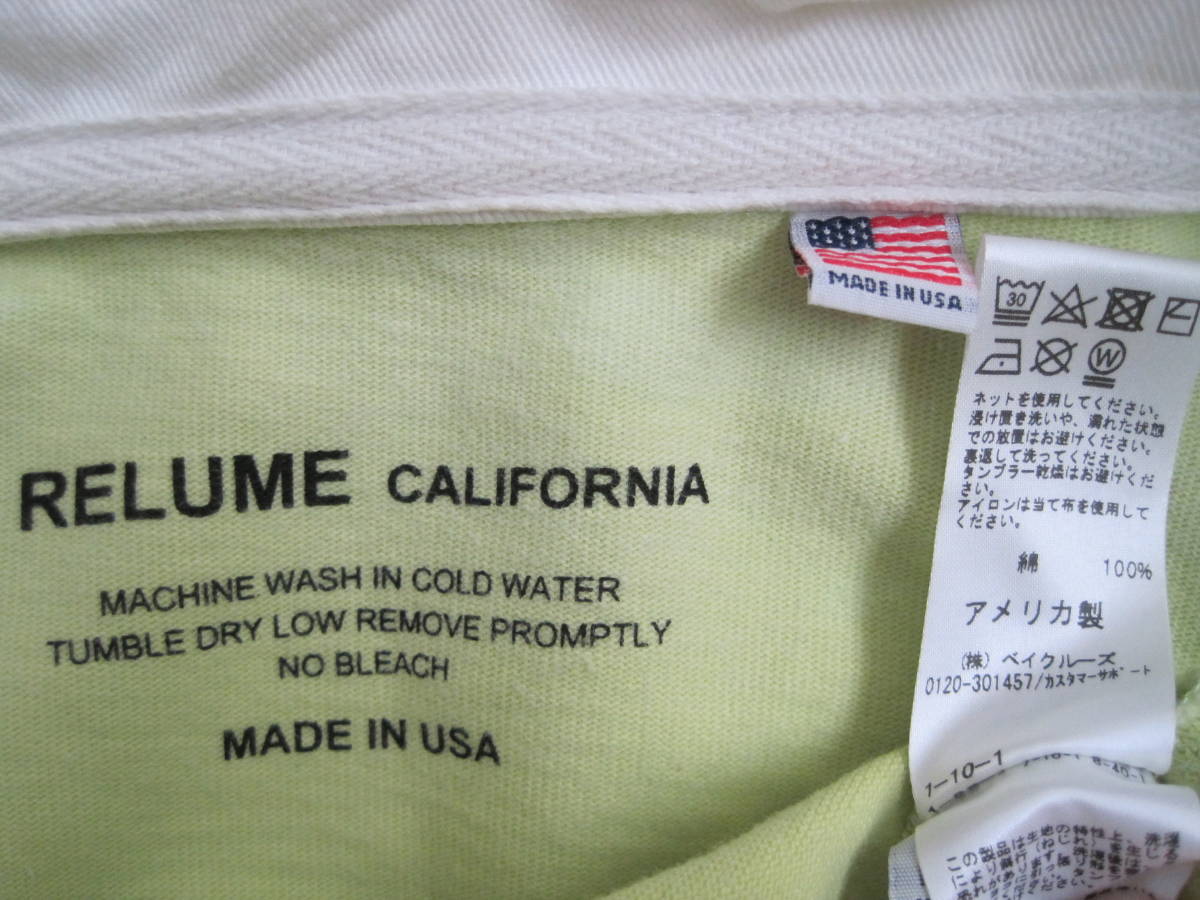 RELUME CALIFORNIA
MACHINE WASH IN COLD WATER
TUMBLE DRY LOW REMOVE PROMPTLY
NO BLEACH
MADE IN USA
MADE IN USA
30
W
ネットを使用してください。
浸け置き洗いや、濡れた状態
での放置はお避けください。
裏返して洗ってください。
タンブラー乾燥はお避けくだ
さい。
アイロンは当て布を使用して
ください。
綿 100%
アメリカ製
(株) ベイクルーズ
0120-301457/カスタマーサポート
1-10-1